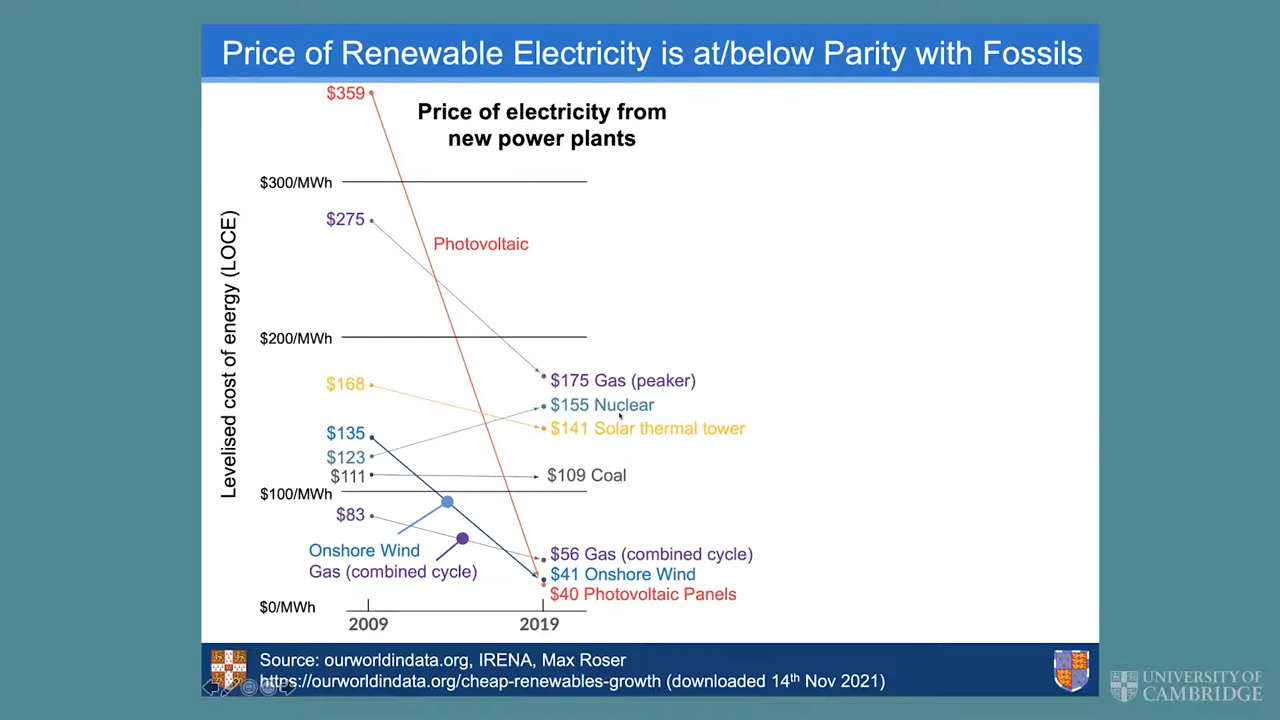 Price of Renewable Electricity is at/below Parity with Fossils
Price of electricity from
new power plants
Levelised cost of energy (LOCE)
$359
$300/MWh
$275
Photovoltaic
$200/MWh
$175 Gas (peaker)
$168
$155 Nuclear
$141 Solar thermal tower
$135
$123
$111
$109 Coal
$100/MWh
$83
Onshore Wind
Gas (combined cycle)
$56 Gas (combined cycle)
$41 Onshore Wind
$40 Photovoltaic Panels
$0/MWh
2009
2019
Source: ourworldindata.org, IRENA, Max Roser
https://ourworldindata.org/cheap-renewables-growth (downloaded 14th Nov 2021)
UNIVERSITY OF
CAMBRIDGE